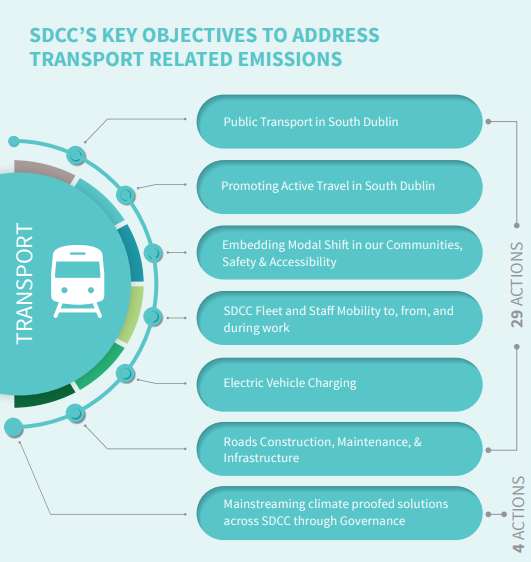 SDCC’S KEY OBJECTIVES TO ADDRESS
TRANSPORT RELATED EMISSIONS
TRANSPORT
Public Transport in South Dublin
Promoting Active Travel in South Dublin
Embedding Modal Shift in our Communities,
Safety & Accessibility
SDCC Fleet and Staff Mobility to, from, and
during work
Electric Vehicle Charging
Roads Construction, Maintenance, &
Infrastructure
Mainstreaming climate proofed solutions
across SDCC through Governance
29 ACTIONS
4 ACTIONS